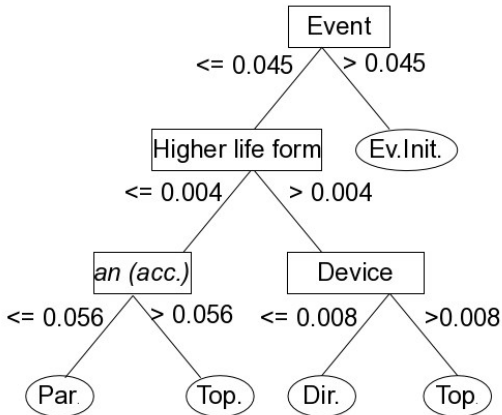 Event
<= 0.045 > 0.045
Higher life form Ev.Init.
<= 0.004 > 0.004
an (acc.) Device
<= 0.056 > 0.056 <= 0.008 >0.008
Par. Top. Dir. Top.